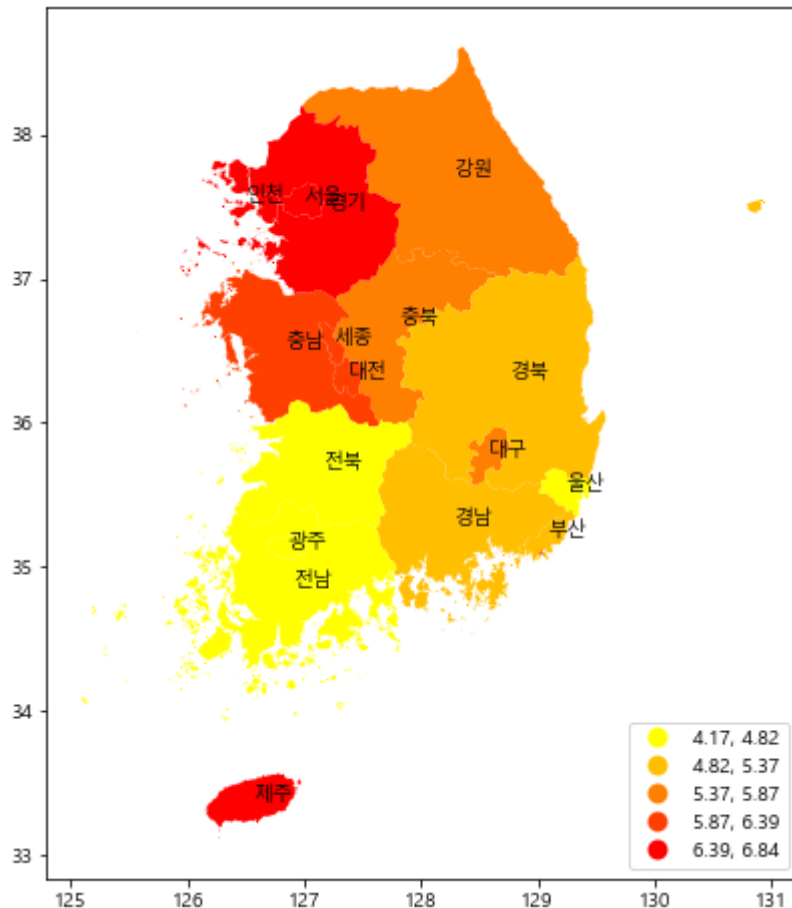 38
37
36
35
34
33
강원
인천
서울
경기
충북
세종
충남
대전
경북
전북
대구
울산
경남
부산
광주
전남
제주
4.17, 4.82
4.82, 5.37
5.37, 5.87
5.87, 6.39
6.39, 6.84
125 126 127 128 129 130 131